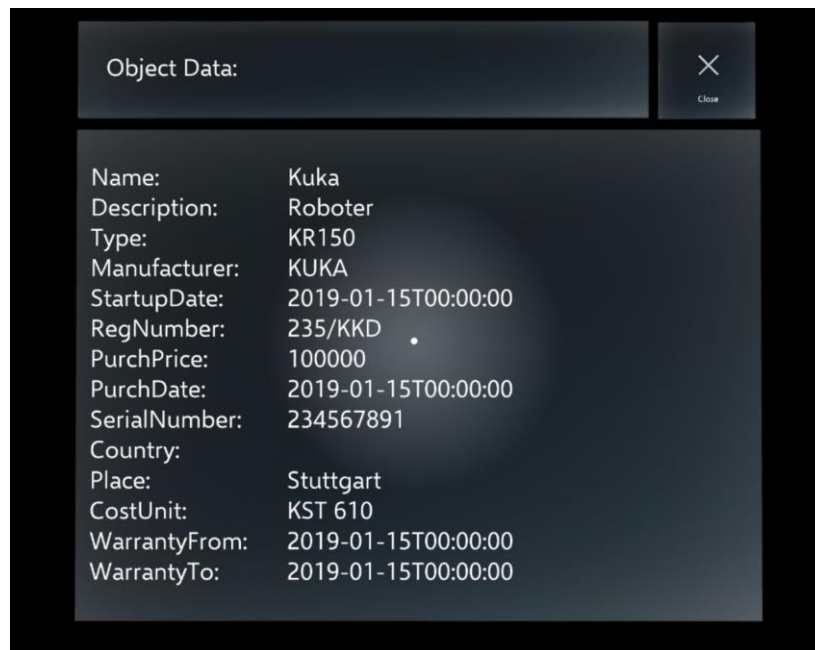 Object Data:
Close
Name: Kuka
Description: Roboter
Type: KR150
Manufacturer: KUKA
StartupDate: 2019-01-15T00:00:00
RegNumber: 235/KKD
PurchPrice: 100000
PurchDate: 2019-01-15T00:00:00
SerialNumber: 234567891
Country:
Place: Stuttgart
CostUnit: KST 610
WarrantyFrom: 2019-01-15T00:00:00
WarrantyTo: 2019-01-15T00:00:00